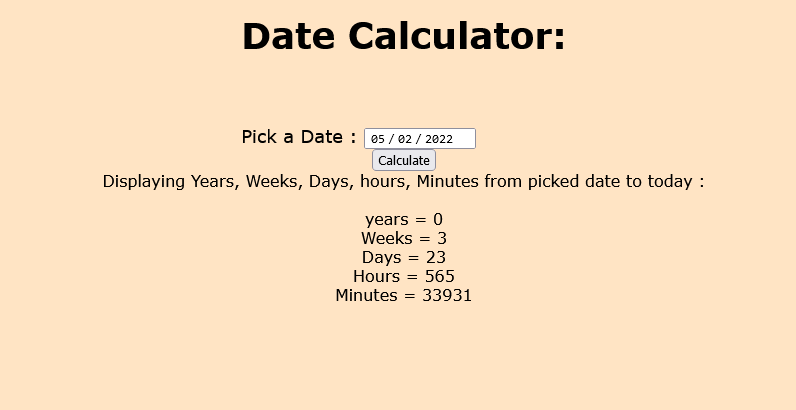 Date Calculator:
Pick a Date : 05 / 02 / 2022
Calculate
Displaying Years, Weeks, Days, hours, Minutes from picked date to today :
years = 0
Weeks = 3
Days = 23
Hours = 565
Minutes = 33931